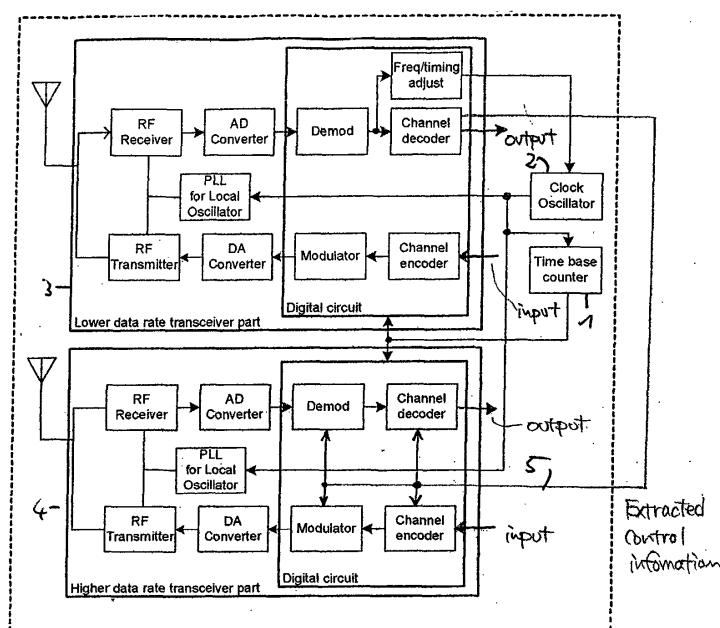 Freq/timing
adjust
RF
Receiver
AD
Converter
Demod
Channel
decoder
output
2
PLL
for Local
Oscillator
Clock
Oscillator
RF
Transmitter
DA
Converter
Modulator
Channel
encoder
Time base
counter
3
input
1
Digital circuit
Lower data rate transceiver part
RF
Receiver
AD
Converter
Demod
Channel
decoder
output
PLL
for Local
Oscillator
5
4
RF
Transmitter
DA
Converter
Modulator
Channel
encoder
input
Extracted
control
infomation
Digital circuit
Higher data rate transceiver part